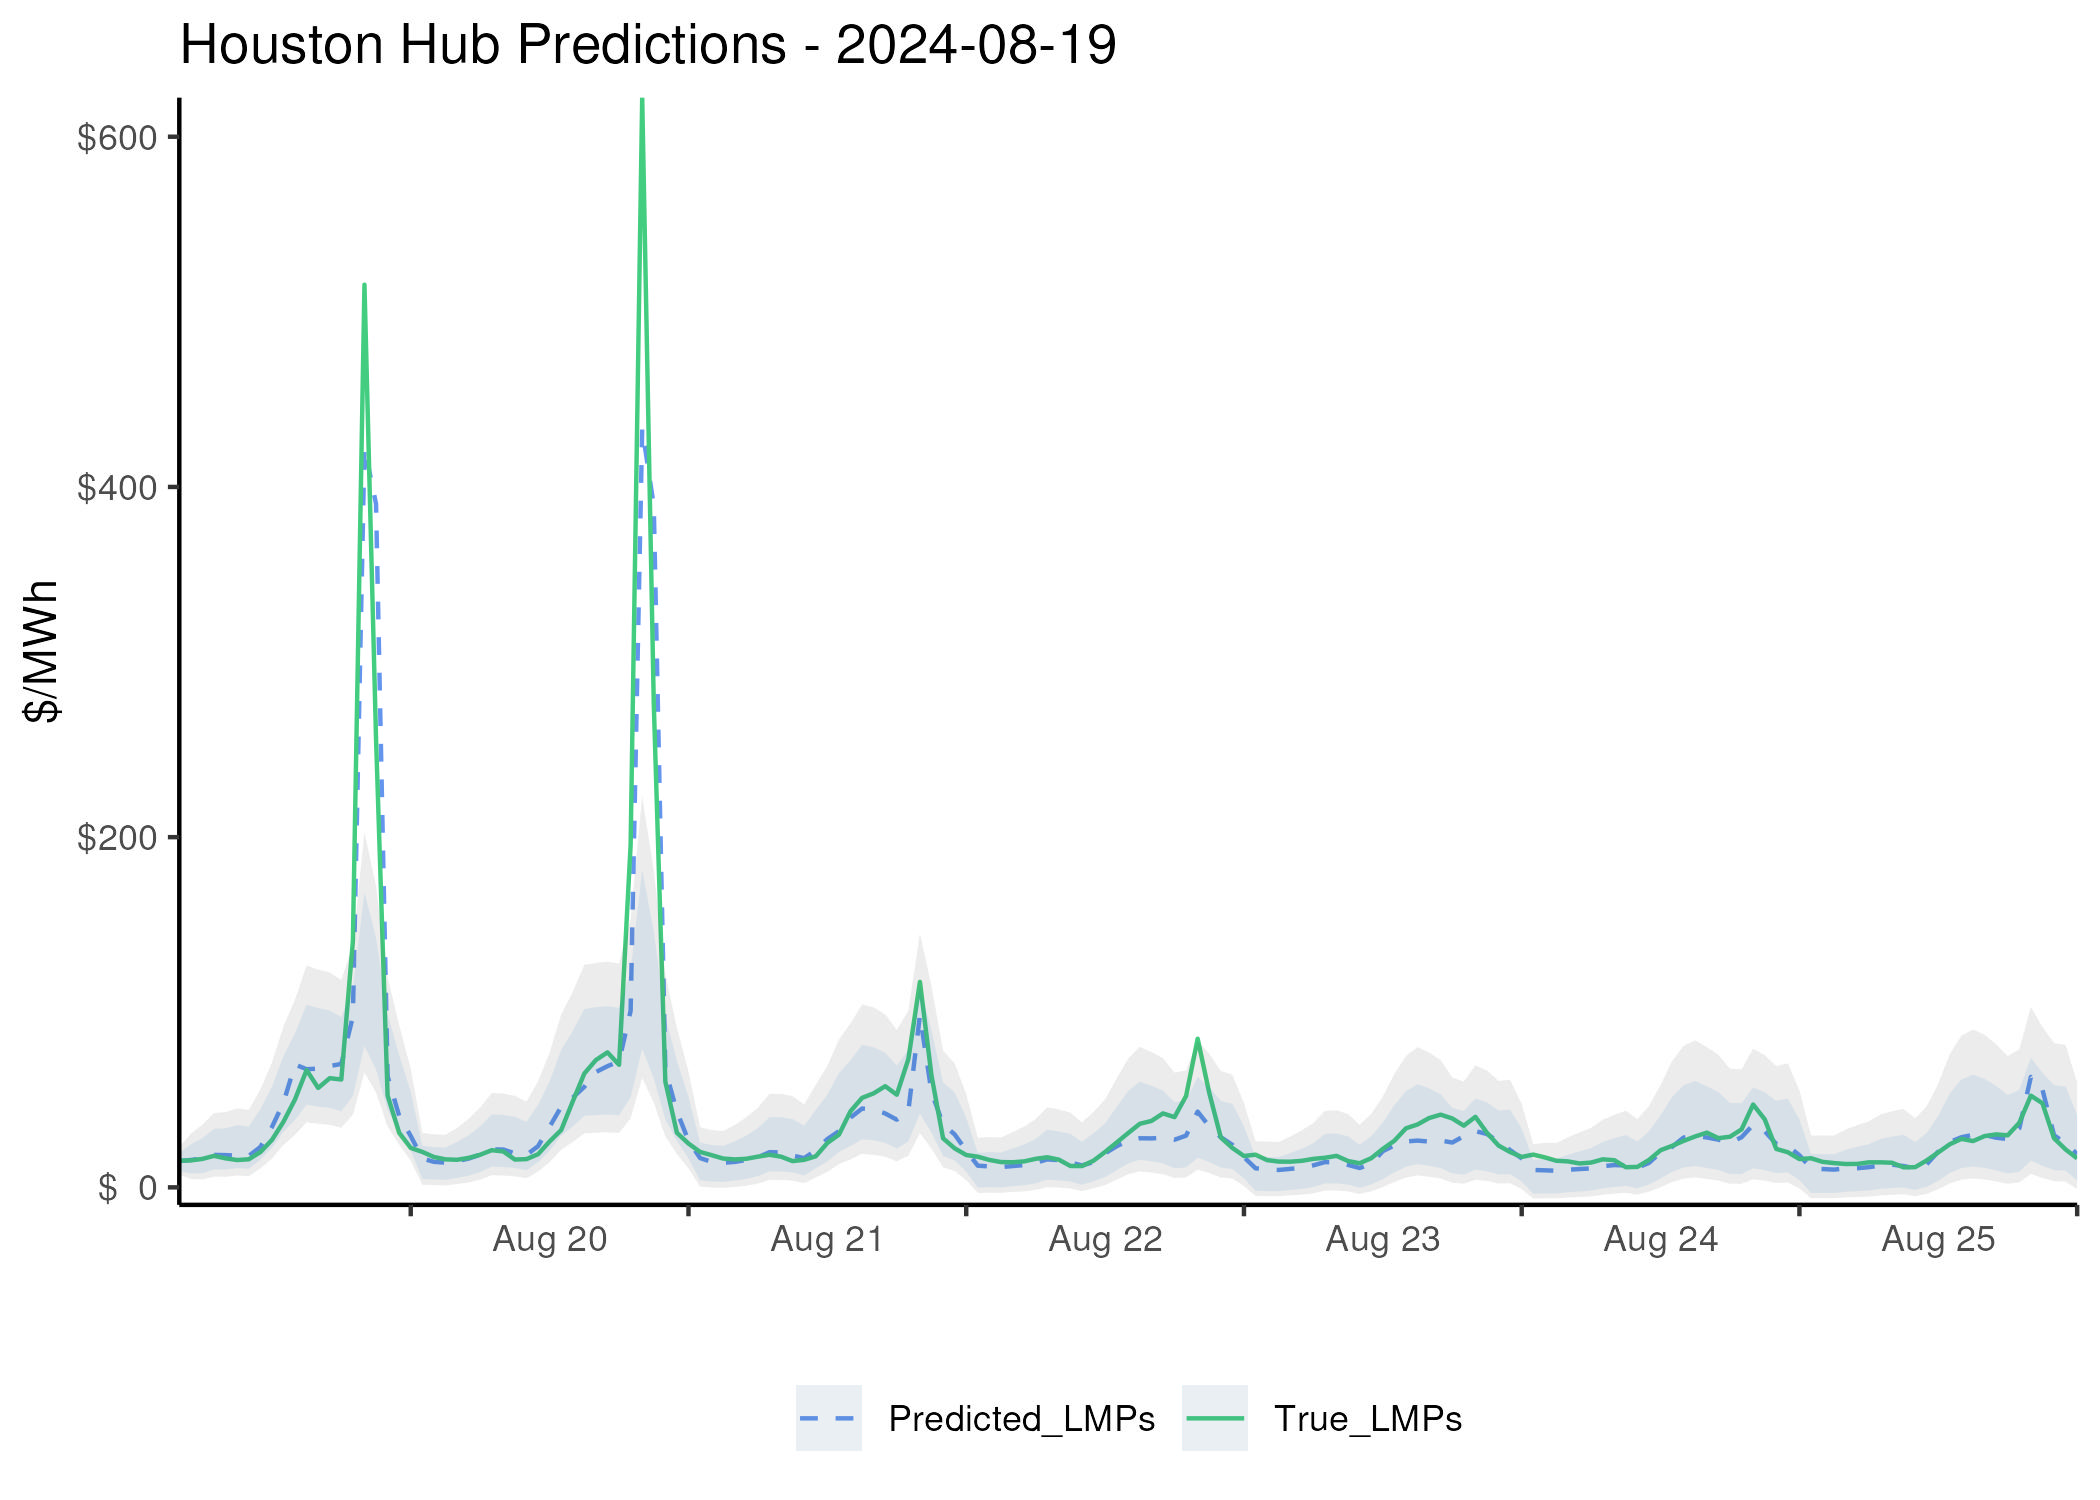 Houston Hub Predictions - 2024-08-19
$/MWh
$600
$400
$200
$  0
Aug 20
Aug 21
Aug 22
Aug 23
Aug 24
Aug 25
Predicted_LMPs
True_LMPs